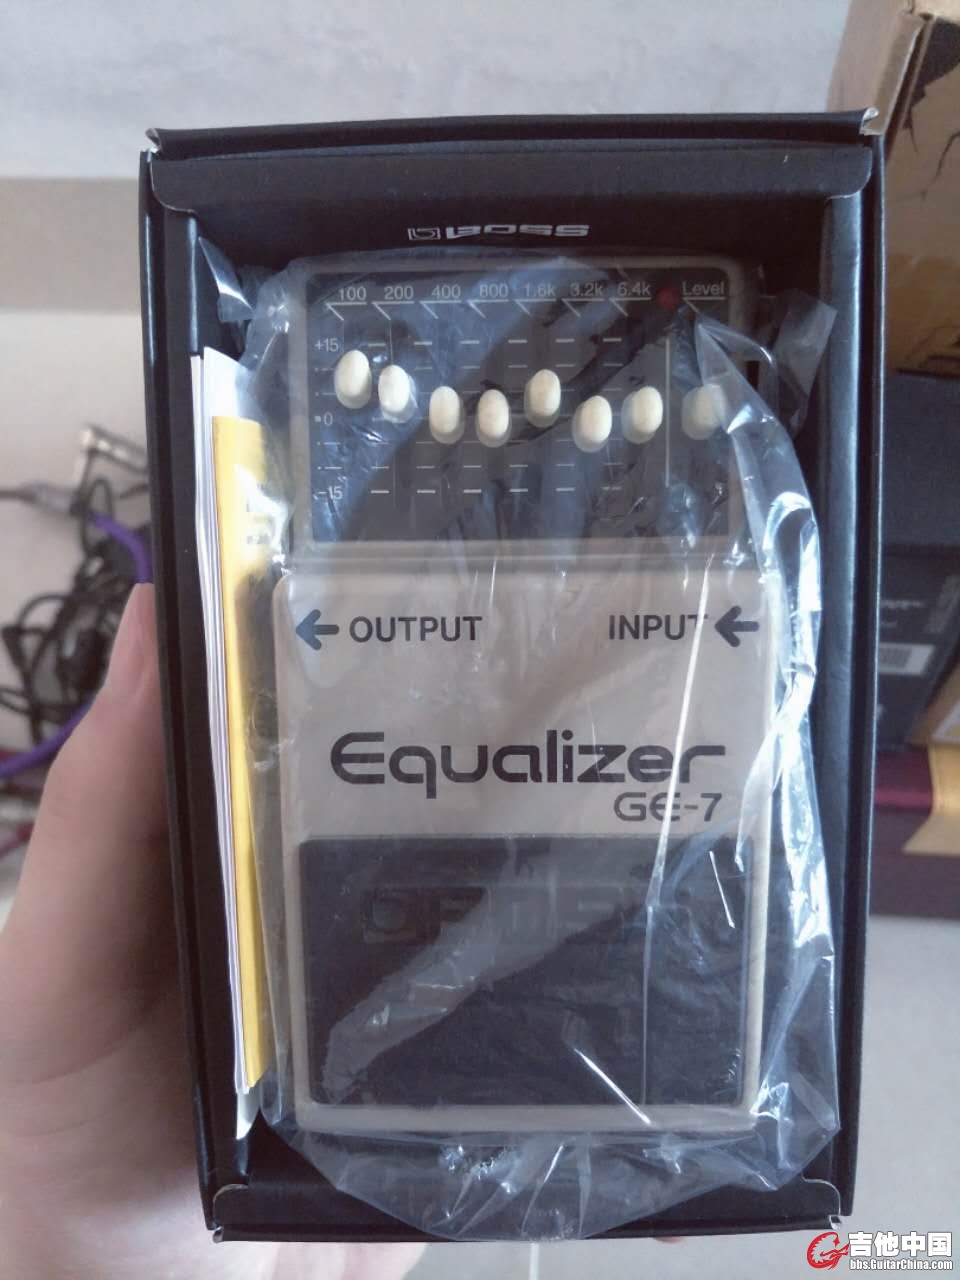 BOSS
100 200 400 800 1.6k 3.2k 6.4k Level
+15
0
-15
OUTPUT INPUT
Equalizer
GE-7
BOSS
吉他中国
bbs.GuitarChina.com